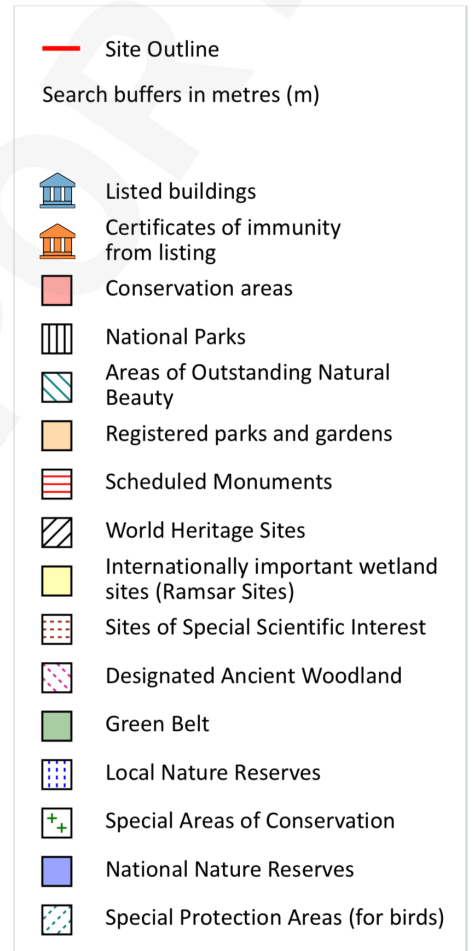 Site Outline
Search buffers in metres (m)
Listed buildings
Certificates of immunity
from listing
Conservation areas
National Parks
Areas of Outstanding Natural
Beauty
Registered parks and gardens
Scheduled Monuments
World Heritage Sites
Internationally important wetland
sites (Ramsar Sites)
Sites of Special Scientific Interest
Designated Ancient Woodland
Green Belt
Local Nature Reserves
Special Areas of Conservation
National Nature Reserves
Special Protection Areas (for birds)